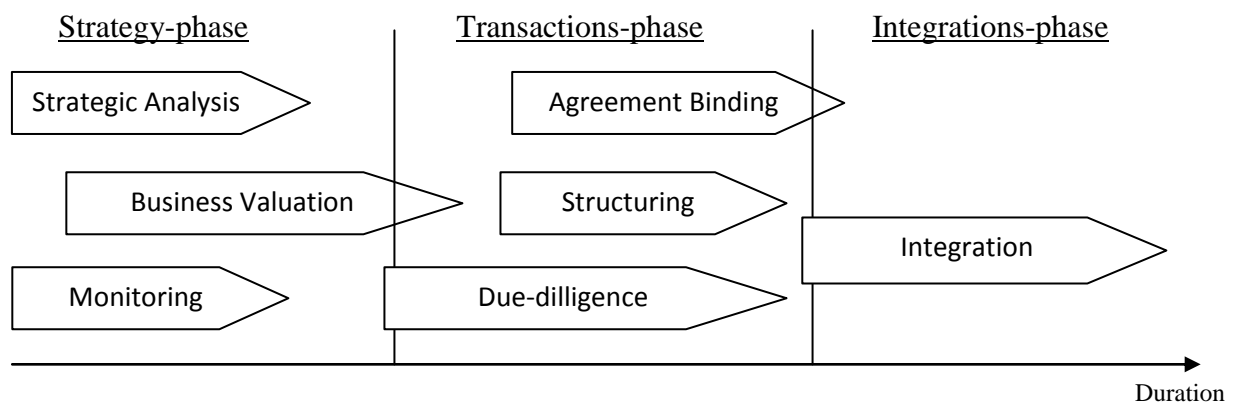 Strategy-phase
Transactions-phase
Integrations-phase
Strategic Analysis
Agreement Binding
Business Valuation
Structuring
Integration
Monitoring
Due-dilligence
Duration